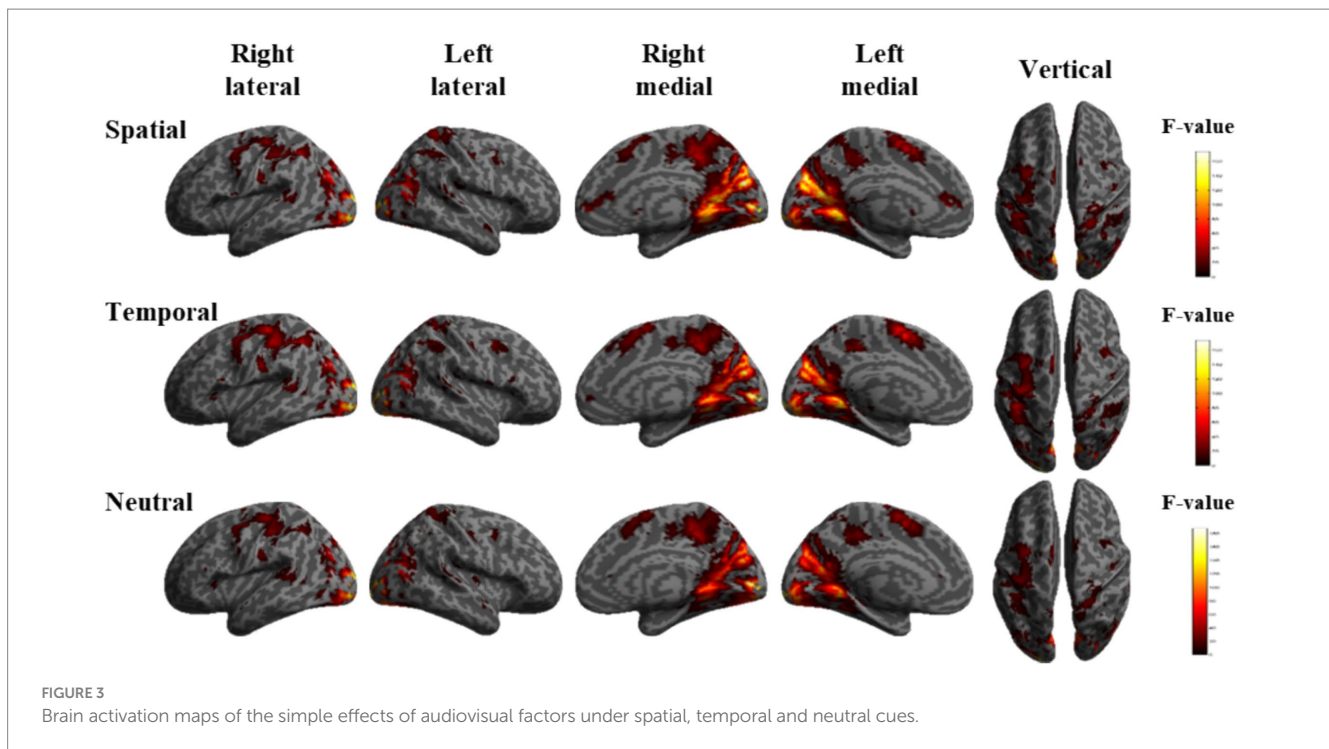 Right
lateral
Left
lateral
Right
medial
Left
medial
Vertical
Spatial
F-value
Temporal
F-value
Neutral
F-value
FIGURE 3
Brain activation maps of the simple effects of audiovisual factors under spatial, temporal and neutral cues.